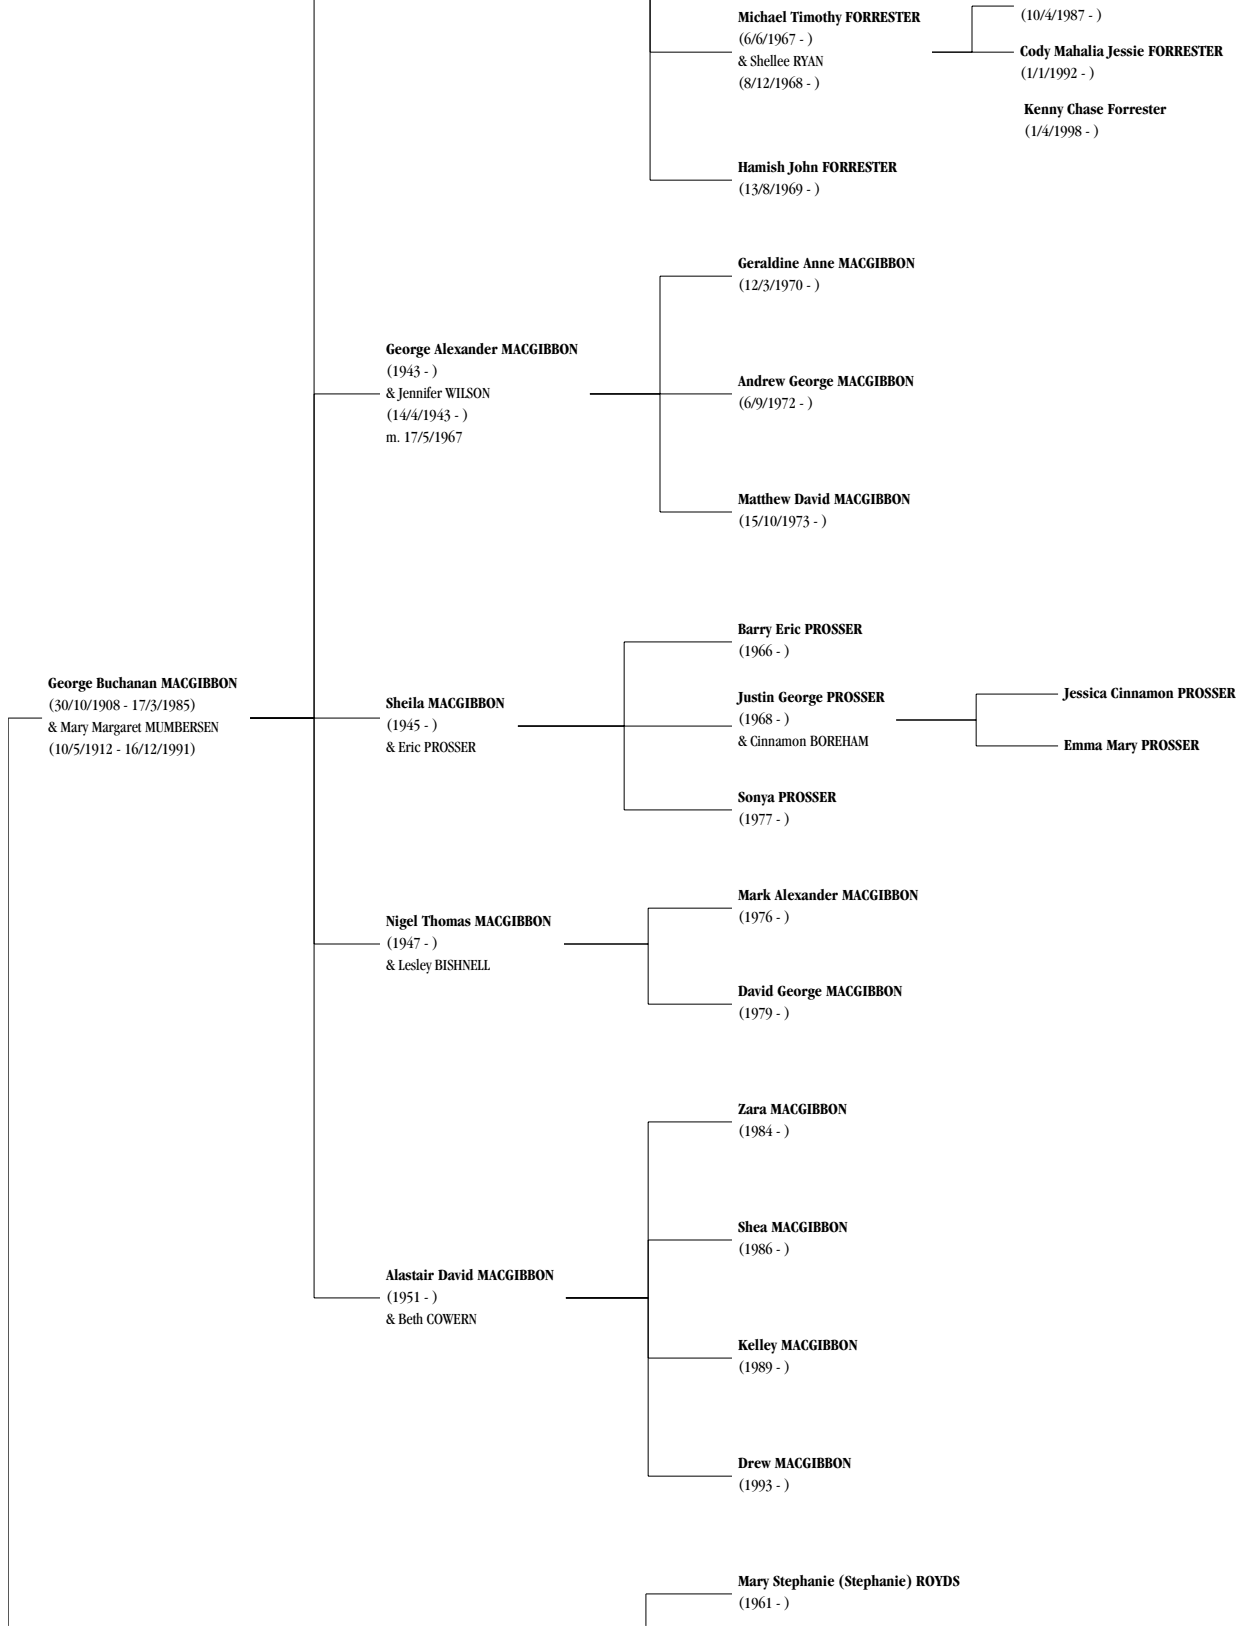 Michael Timothy FORRESTER
(6/6/1967 - )
& Shellee RYAN
(8/12/1968 - )
(10/4/1987 - )
Cody Mahalia Jessie FORRESTER
(1/1/1992 - )
Kenny Chase Forrester
(1/4/1998 - )
Hamish John FORRESTER
(13/8/1969 - )
Geraldine Anne MACGIBBON
(12/3/1970 - )
George Alexander MACGIBBON
(1943 - )
& Jennifer WILSON
(14/4/1943 - )
m. 17/5/1967
Andrew George MACGIBBON
(6/9/1972 - )
Matthew David MACGIBBON
(15/10/1973 - )
Barry Eric PROSSER
(1966 - )
George Buchanan MACGIBBON
(30/10/1908 - 17/3/1985)
& Mary Margaret MUMBERSEN
(10/5/1912 - 16/12/1991)
Sheila MACGIBBON
(1945 - )
& Eric PROSSER
Justin George PROSSER
(1968 - )
& Cinnamon BOREHAM
Jessica Cinnamon PROSSER
Emma Mary PROSSER
Sonya PROSSER
(1977 - )
Mark Alexander MACGIBBON
(1976 - )
Nigel Thomas MACGIBBON
(1947 - )
& Lesley BISHNELL
David George MACGIBBON
(1979 - )
Zara MACGIBBON
(1984 - )
Shea MACGIBBON
(1986 - )
Alastair David MACGIBBON
(1951 - )
& Beth COWERN
Kelley MACGIBBON
(1989 - )
Drew MACGIBBON
(1993 - )
Mary Stephanie (Stephanie) ROYDS
(1961 - )